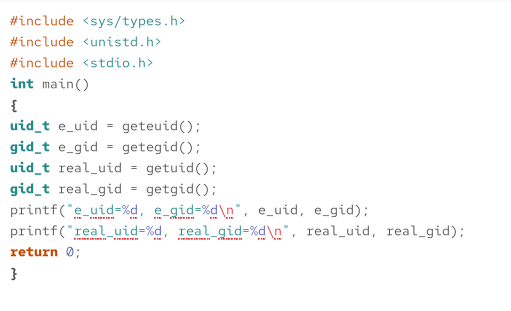 #include <sys/types.h>
#include <unistd.h>
#include <stdio.h>
int main()
{
uid_t e_uid = geteuid();
gid_t e_gid = getegid();
uid_t real_uid = getuid();
gid_t real_gid = getgid();
printf("e_uid=%d, e_gid=%d\n", e_uid, e_gid);
printf("real_uid=%d, real_gid=%d\n", real_uid, real_gid);
return 0;
}